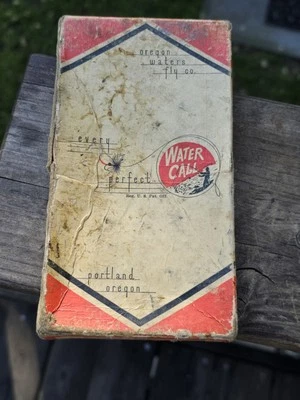 oregon
waters
fly co.
every
perfect
WATER
CALL
Reg. U. S. Pat. Off.
portland
oregon